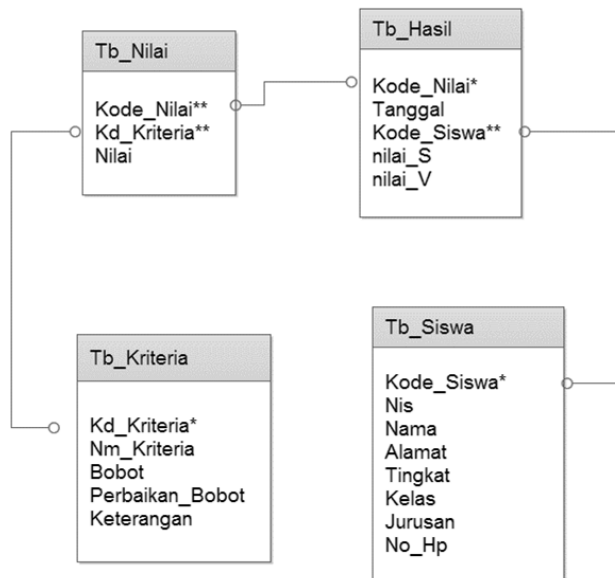 Tb_Nilai
Kode_Nilai**
Kd_Kriteria**
Nilai
Tb_Hasil
Kode_Nilai*
Tanggal
Kode_Siswa**
nilai_S
nilai_V
Tb_Kriteria
Kd_Kriteria*
Nm_Kriteria
Bobot
Perbaikan_Bobot
Keterangan
Tb_Siswa
Kode_Siswa*
Nis
Nama
Alamat
Tingkat
Kelas
Jurusan
No_Hp